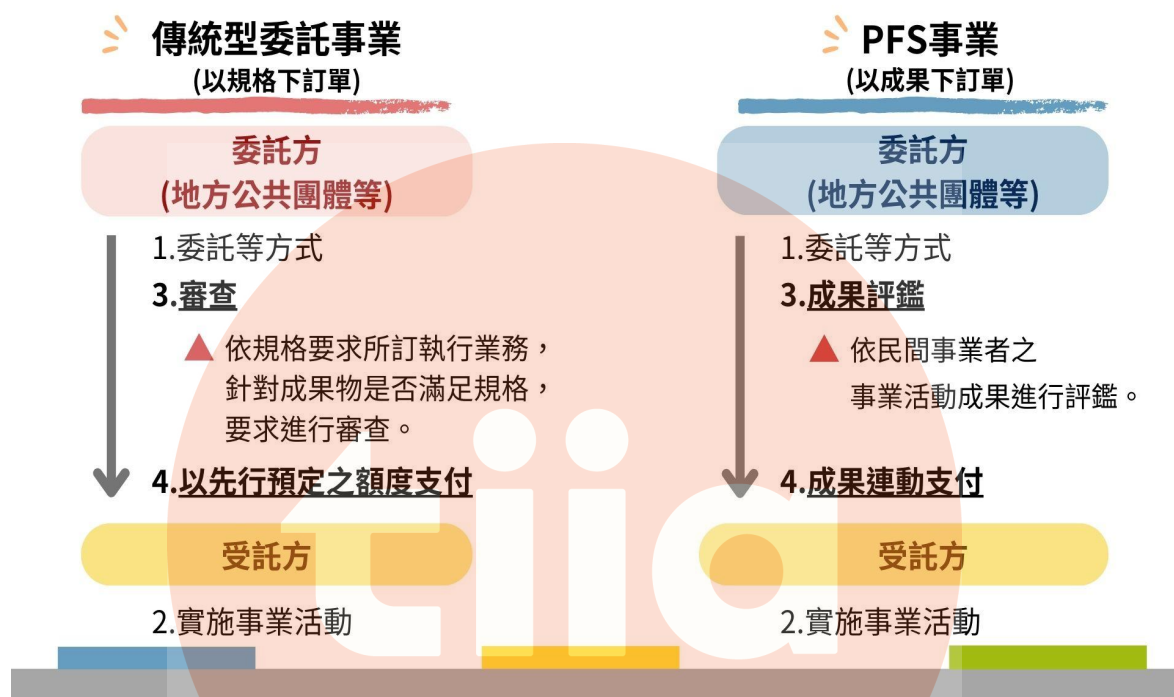 傳統型委託事業
(以規格下訂單)
委託方
(地方公共團體等)
1.委託等方式
3.審查
依規格要求所訂執行業務，
針對成果物是否滿足規格，
要求進行審查。
4.以先行預定之額度支付
受託方
2.實施事業活動
PFS事業
(以成果下訂單)
委託方
(地方公共團體等)
1.委託等方式
3.成果評鑑
依民間事業者之
事業活動成果進行評鑑。
4.成果連動支付
受託方
2.實施事業活動
tiia